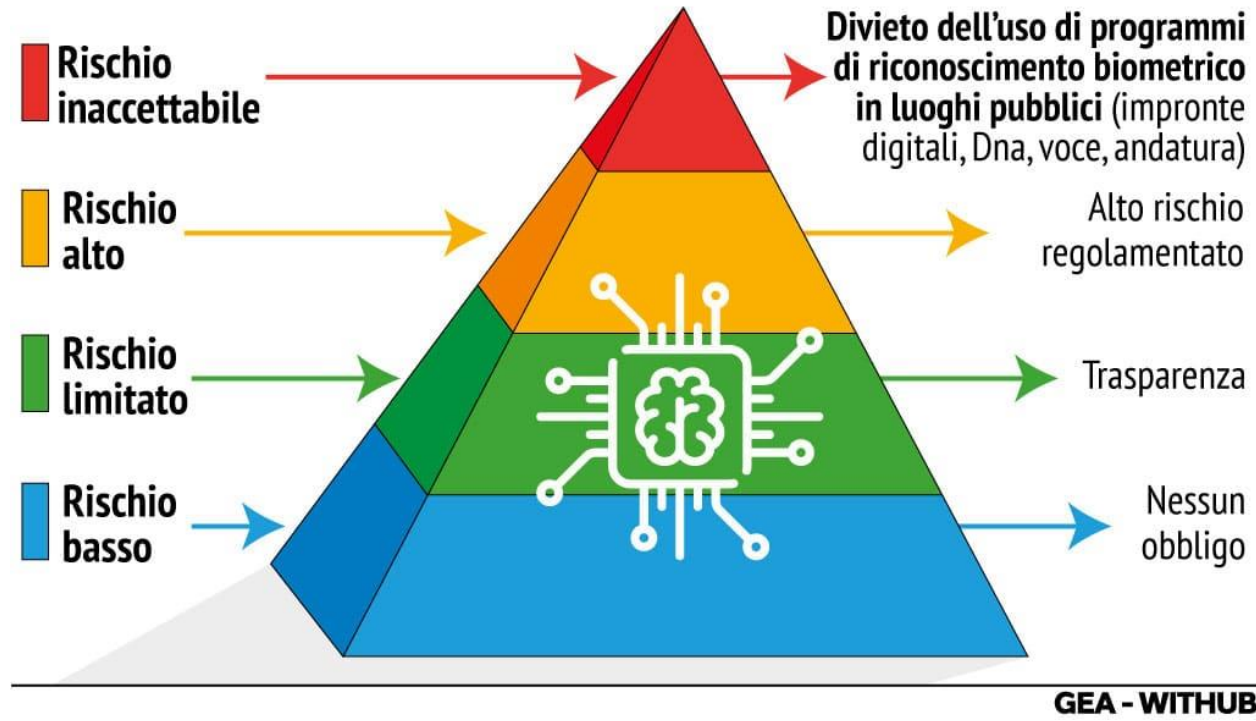 Rischio
inaccettabile
Divieto dell'uso di programmi
di riconoscimento biometrico
in luoghi pubblici (impronte
digitali, Dna, voce, andatura)
Rischio
alto
Alto rischio
regolamentato
Rischio
limitato
Trasparenza
Rischio
basso
Nessun
obbligo
GEA - WITHUB